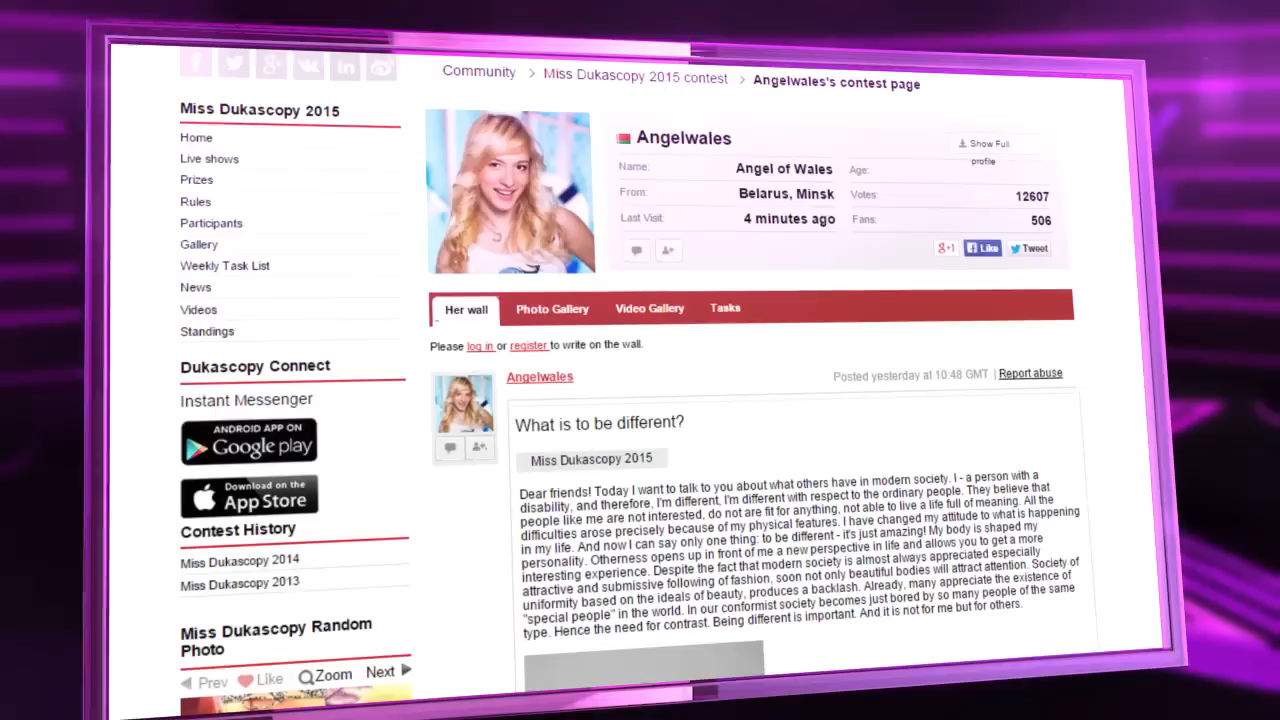 Community > Miss Dukascopy 2015 contest > Angelwales's contest page
Miss Dukascopy 2015
Home
Live shows
Prizes
Rules
Participants
Gallery
Weekly Task List
News
Videos
Standings
Dukascopy Connect
Instant Messenger
ANDROID APP ON
Google play
Download on the
App Store
Contest History
Miss Dukascopy 2014
Miss Dukascopy 2013
Miss Dukascopy Random
Photo
Prev Like Zoom Next
Angelwales
Show Full
profile
Name: Angel of Wales
From: Belarus, Minsk
Last Visit: 4 minutes ago
Age:
Votes: 12607
Fans: 506
g+1 Like Tweet
Her wall Photo Gallery Video Gallery Tasks
Please log in or register to write on the wall.
Angelwales
Posted yesterday at 10:48 GMT | Report abuse
What is to be different?
Miss Dukascopy 2015
Dear friends! Today I want to talk to you about what others have in modern society. I - a person with a
disability, and therefore, I'm different, I'm different with respect to the ordinary people. They believe that
people like me are not interested, do not are fit for anything, not able to live a life full of meaning. All the
difficulties arose precisely because of my physical features. I have changed my attitude to what is happening
in my life. And now I can say only one thing: to be different - it's just amazing! My body is shaped my
personality. Otherness opens up in front of me a new perspective in life and allows you to get a more
interesting experience. Despite the fact that modern society is almost always appreciated especially
attractive and submissive following of fashion, soon not only beautiful bodies will attract attention. Society of
uniformity based on the ideals of beauty, produces a backlash. Already, many appreciate the existence of
"special people" in the world. In our conformist society becomes just bored by so many people of the same
type. Hence the need for contrast. Being different is important. And it is not for me but for others.